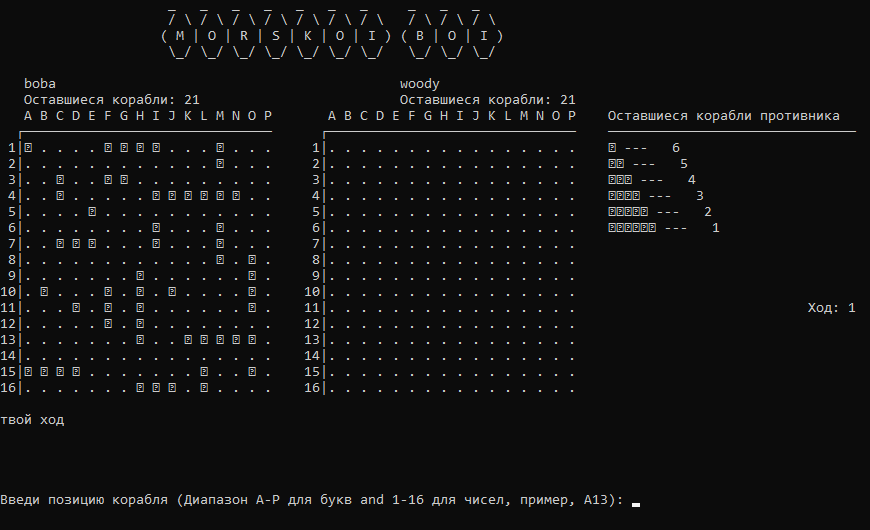 _ _ _ _ _ _ _ _ _ _
/ \ / \ / \ / \ / \ / \ / \ / \ / \ / \
( M | O | R | S | K | O | I ) ( B | O | I )
\_/ \_/ \_/ \_/ \_/ \_/ \_/ \_/ \_/ \_/
boba woody
Оставшиеся корабли: 21 Оставшиеся корабли: 21
A B C D E F G H I J K L M N O P A B C D E F G H I J K L M N O P Оставшиеся корабли противника
1|⍰ . . . . ⍰ ⍰ ⍰ ⍰ . . . ⍰ . . . 1|. . . . . . . . . . . . . . . . ⍰ --- 6
2|. . . . . . . . . . . . ⍰ . . . 2|. . . . . . . . . . . . . . . . ⍰⍰ --- 5
3|. . ⍰ . . ⍰ ⍰ . . . . . . . . . 3|. . . . . . . . . . . . . . . . ⍰⍰⍰ --- 4
4|. . ⍰ . . . . . ⍰ ⍰ ⍰ ⍰ ⍰ ⍰ . . 4|. . . . . . . . . . . . . . . . ⍰⍰⍰⍰ --- 3
5|. . . . ⍰ . . . . . . . . . . . 5|. . . . . . . . . . . . . . . . ⍰⍰⍰⍰⍰ --- 2
6|. . . . . . . . ⍰ . . . ⍰ . . . 6|. . . . . . . . . . . . . . . . ⍰⍰⍰⍰⍰⍰ --- 1
7|. . ⍰ ⍰ ⍰ . . . ⍰ . . . ⍰ . . . 7|. . . . . . . . . . . . . . . .
8|. . . . . . . . . . . . ⍰ . ⍰ . 8|. . . . . . . . . . . . . . . .
9|. . . . . . . ⍰ . . . . . . ⍰ . 9|. . . . . . . . . . . . . . . .
10|. ⍰ . . . ⍰ . ⍰ . ⍰ . . . . ⍰ . 10|. . . . . . . . . . . . . . . .
11|. . . ⍰ . ⍰ . ⍰ . . . . . . ⍰ . 11|. . . . . . . . . . . . . . . . Ход: 1
12|. . . . . ⍰ . ⍰ . . . . . . . . 12|. . . . . . . . . . . . . . . .
13|. . . . . . . ⍰ . . ⍰ ⍰ ⍰ ⍰ ⍰ . 13|. . . . . . . . . . . . . . . .
14|. . . . . . . . . . . . . . . . 14|. . . . . . . . . . . . . . . .
15|⍰ ⍰ ⍰ ⍰ . . . . . . . ⍰ . . ⍰ . 15|. . . . . . . . . . . . . . . .
16|. . . . . . . ⍰ ⍰ ⍰ . ⍰ . . . . 16|. . . . . . . . . . . . . . . .
твой ход
Введи позицию корабля (Диапазон A-P для букв and 1-16 для чисел, пример, A13): _